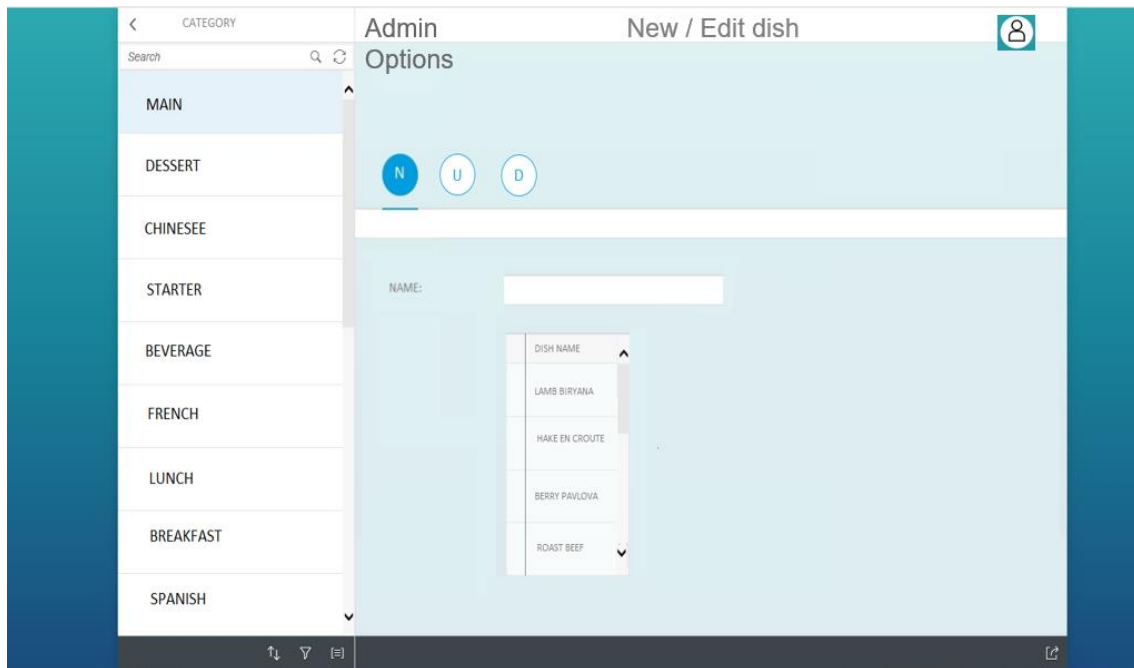 CATEGORY
Search
MAIN
DESSERT
CHINESEE
STARTER
BEVERAGE
FRENCH
LUNCH
BREAKFAST
SPANISH
Admin
Options
New / Edit dish
N
U
D
NAME:
DISH NAME
LAMB BIRYANA
HAKE EN CROUTE
BERRY PAVLOVA
ROAST BEEF